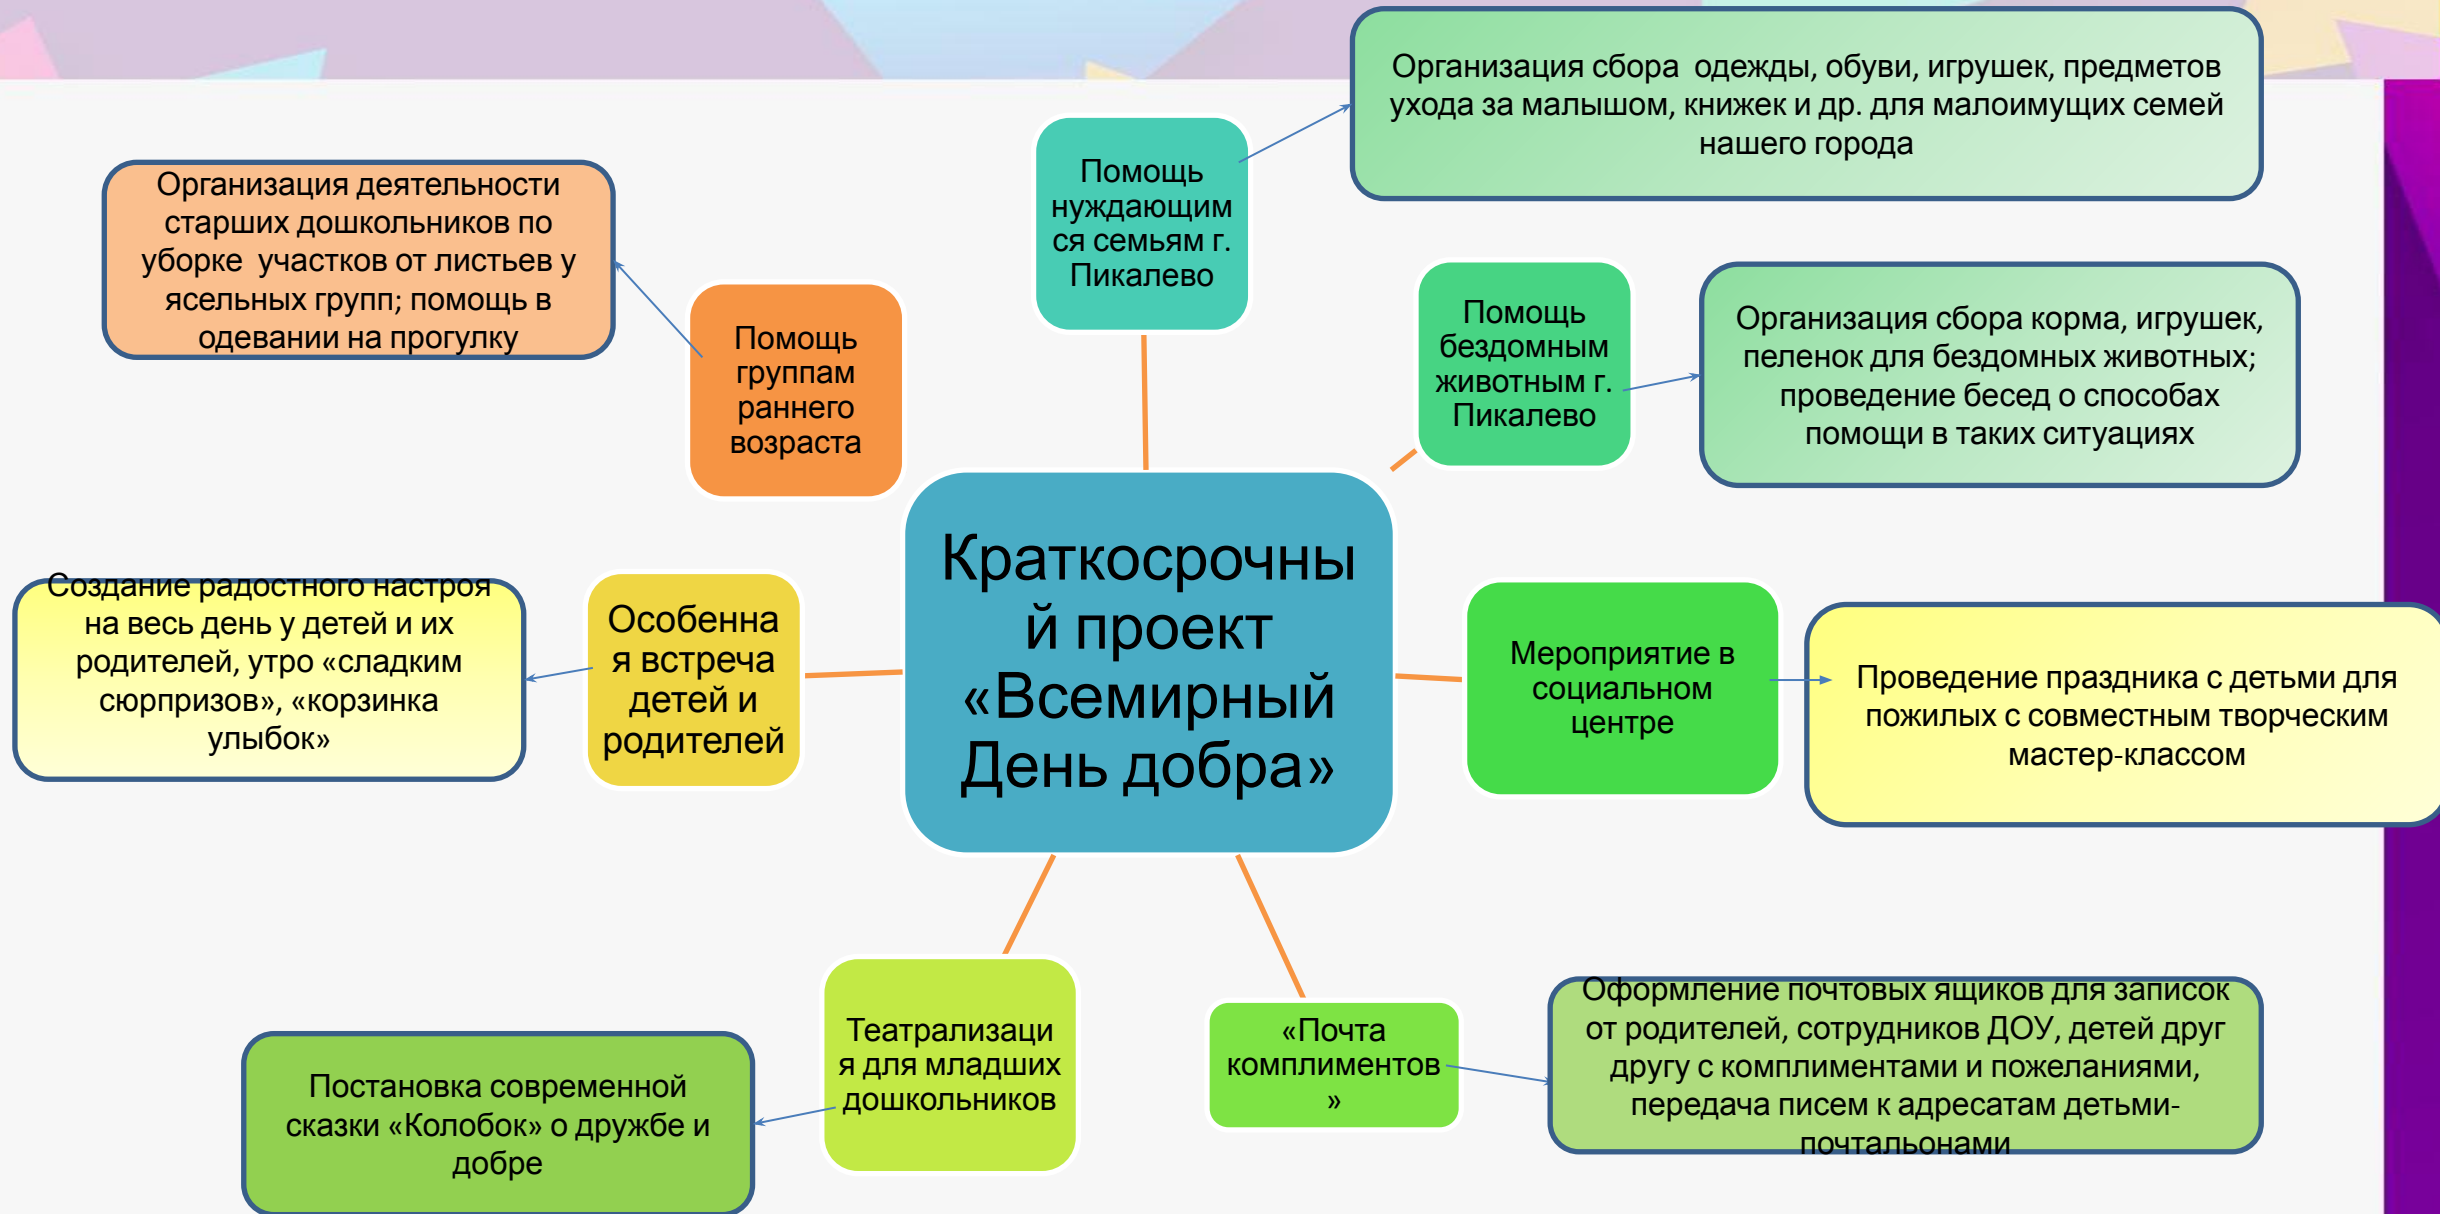 Организация сбора  одежды, обуви, игрушек, предметов
ухода за малышом, книжек и др. для малоимущих семей
нашего города
Помощь
нуждающим
ся семьям г.
Пикалево
Организация деятельности
старших дошкольников по
уборке  участков от листьев у
ясельных групп; помощь в
одевании на прогулку
Помощь
группам
раннего
возраста
Помощь
бездомным
животным г.
Пикалево
Организация сбора корма, игрушек,
пеленок для бездомных животных;
проведение бесед о способах
помощи в таких ситуациях
Краткосрочны
й проект
«Всемирный
День добра»
Создание радостного настроя
на весь день у детей и их
родителей, утро «сладким
сюрпризов», «корзинка
улыбок»
Особенна
я встреча
детей и
родителей
Мероприятие в
социальном
центре
Проведение праздника с детьми для
пожилых с совместным творческим
мастер-классом
Театрализаци
я для младших
дошкольников
Постановка современной
сказки «Колобок» о дружбе и
добре
«Почта
комплиментов
»
Оформление почтовых ящиков для записок
от родителей, сотрудников ДОУ, детей друг
другу с комплиментами и пожеланиями,
передача писем к адресатам детьми-
почтальонами